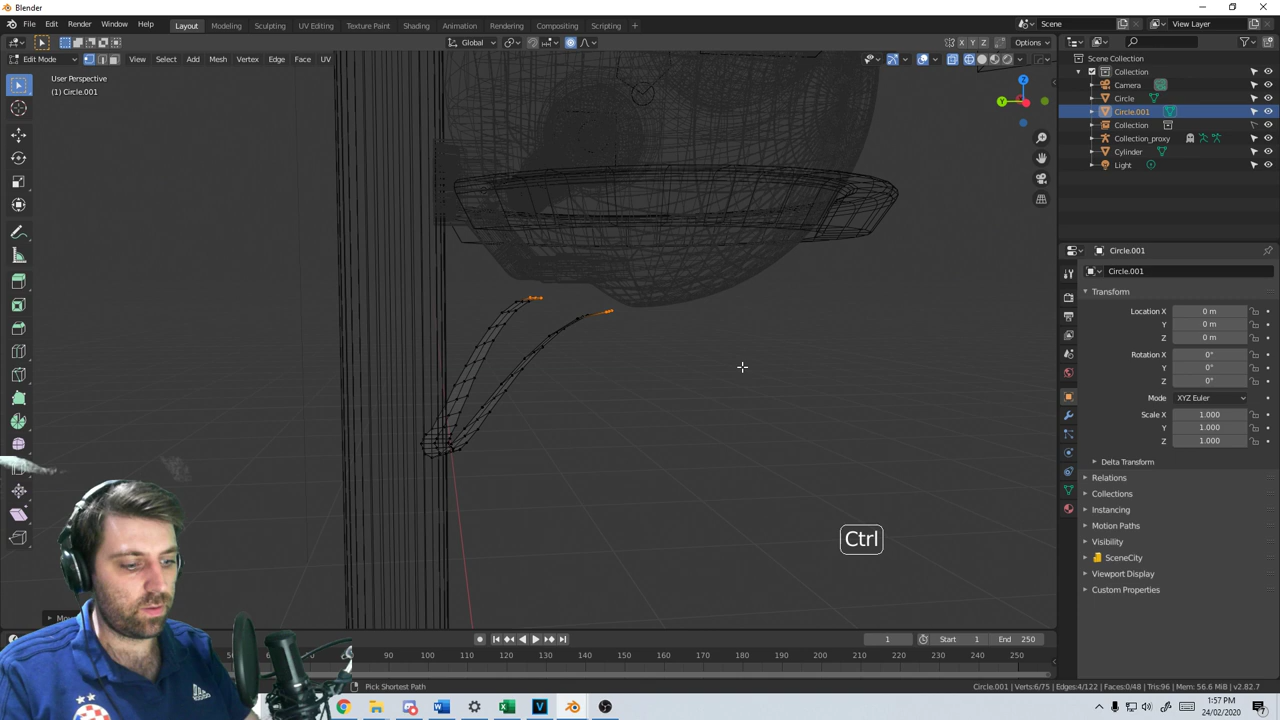 Blender
File Edit Render Window Help Layout Modeling Sculpting UV Editing Texture Paint Shading Animation Rendering Compositing Scripting + Scene View Layer
Global X Y Z Options
Edit Mode View Select Add Mesh Vertex Edge Face UV
User Perspective
(1) Circle.001
Z
Y
Scene Collection
Collection
Camera
Circle
Circle.001
Collection
Collection_proxy
Cylinder
Light
Circle.001
Circle.001
Transform
Location X 0 m
Y 0 m
Z 0 m
Rotation X 0°
Y 0°
Z 0°
Mode XYZ Euler
Scale X 1.000
Y 1.000
Z 1.000
Delta Transform
Relations
Collections
Instancing
Motion Paths
Visibility
SceneCity
Viewport Display
Custom Properties
Ctrl
1 Start 1 End 250
80 90 100 110 120 130 140 150 160 170 180 190 200 210 220 230 240 250
Pick Shortest Path
Circle.001 | Verts:6/75 | Edges:4/122 | Faces:0/48 | Tris:96 | Mem: 56.6 MiB | v2.82.7
1:57 PM
24/02/2020